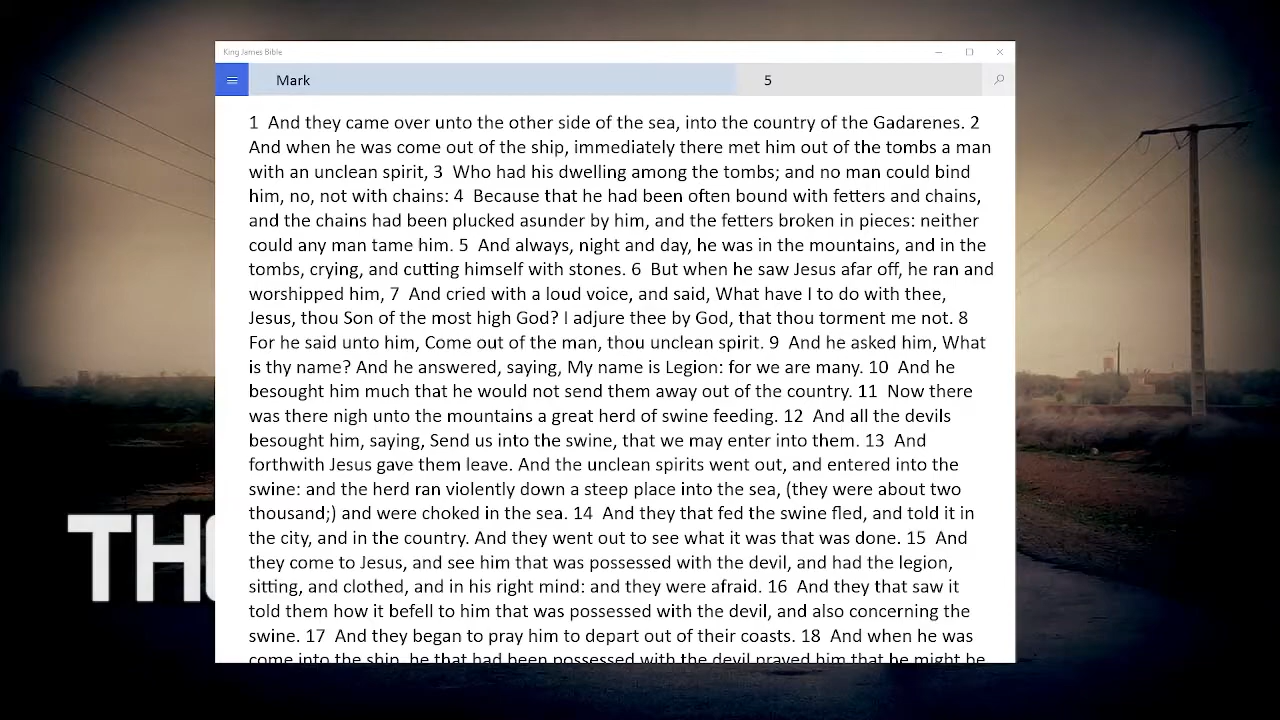 King James Bible
Mark
5
1 And they came over unto the other side of the sea, into the country of the Gadarenes. 2
And when he was come out of the ship, immediately there met him out of the tombs a man
with an unclean spirit, 3 Who had his dwelling among the tombs; and no man could bind
him, no, not with chains: 4 Because that he had been often bound with fetters and chains,
and the chains had been plucked asunder by him, and the fetters broken in pieces: neither
could any man tame him. 5 And always, night and day, he was in the mountains, and in the
tombs, crying, and cutting himself with stones. 6 But when he saw Jesus afar off, he ran and
worshipped him, 7 And cried with a loud voice, and said, What have I to do with thee,
Jesus, thou Son of the most high God? I adjure thee by God, that thou torment me not. 8
For he said unto him, Come out of the man, thou unclean spirit. 9 And he asked him, What
is thy name? And he answered, saying, My name is Legion: for we are many. 10 And he
besought him much that he would not send them away out of the country. 11 Now there
was there nigh unto the mountains a great herd of swine feeding. 12 And all the devils
besought him, saying, Send us into the swine, that we may enter into them. 13 And
forthwith Jesus gave them leave. And the unclean spirits went out, and entered into the
swine: and the herd ran violently down a steep place into the sea, (they were about two
thousand;) and were choked in the sea. 14 And they that fed the swine fled, and told it in
the city, and in the country. And they went out to see what it was that was done. 15 And
they come to Jesus, and see him that was possessed with the devil, and had the legion,
sitting, and clothed, and in his right mind: and they were afraid. 16 And they that saw it
told them how it befell to him that was possessed with the devil, and also concerning the
swine. 17 And they began to pray him to depart out of their coasts. 18 And when he was
come into the ship, he that had been possessed with the devil prayed him that he might be